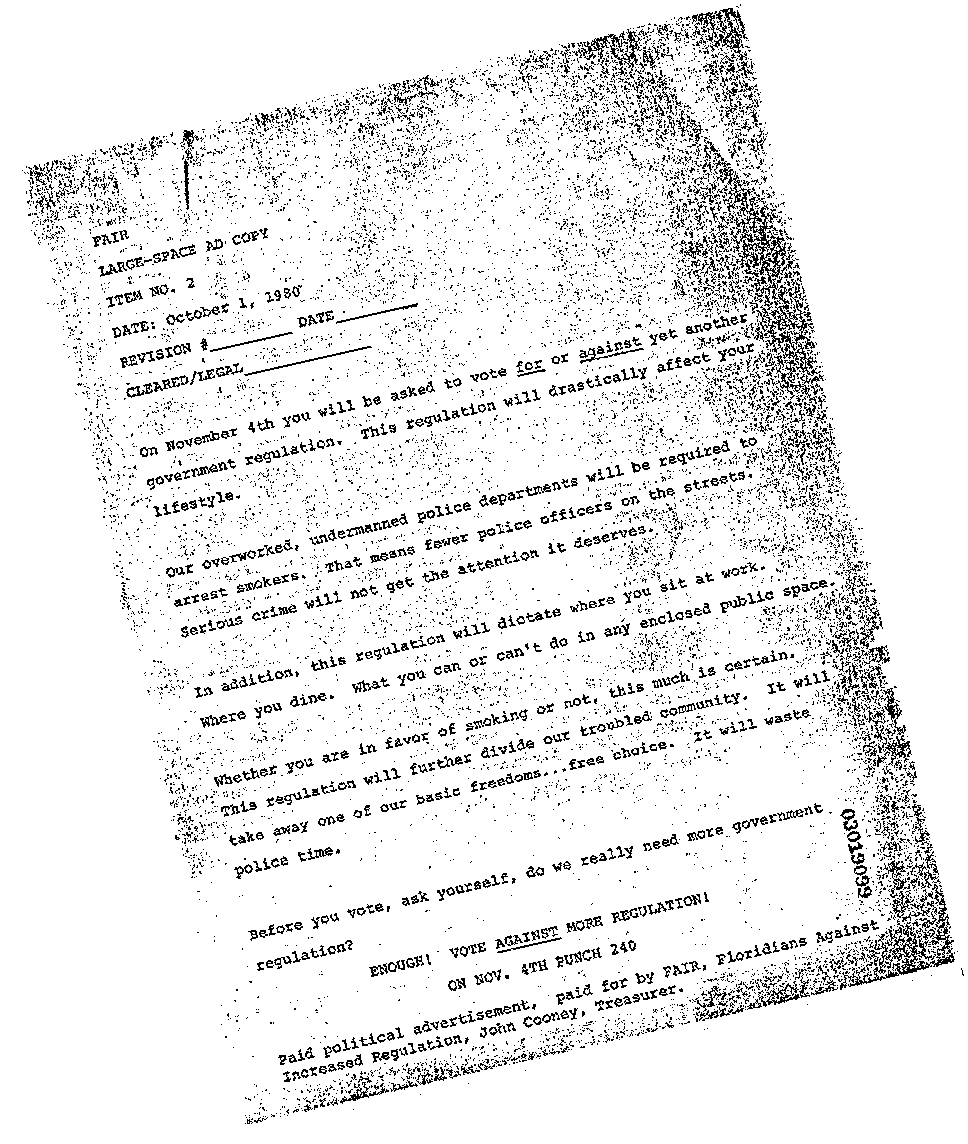 FAIR
LARGE-SPACE AD COPY
ITEM NO. 2
DATE: October 1, 1980
REVISION # DATE
CLEARED/LEGAL
On November 4th you will be asked to vote for or against yet another
government regulation. This regulation will drastically affect your
lifestyle.
Our overworked, undermanned police departments will be required to
arrest smokers. That means fewer police officers on the streets.
Serious crime will not get the attention it deserves.
In addition, this regulation will dictate where you sit at work.
Where you dine. What you can or can't do in any enclosed public space.
Whether you are in favor of smoking or not, this much is certain.
This regulation will further divide our troubled community. It will
take away one of our basic freedoms...free choice. It will waste
police time.
Before you vote, ask yourself, do we really need more government
regulation?
ENOUGH! VOTE AGAINST MORE REGULATION!
ON NOV. 4TH PUNCH 240
Paid political advertisement, paid for by FAIR, Floridians Against
Increased Regulation, John Cooney, Treasurer.
03019099